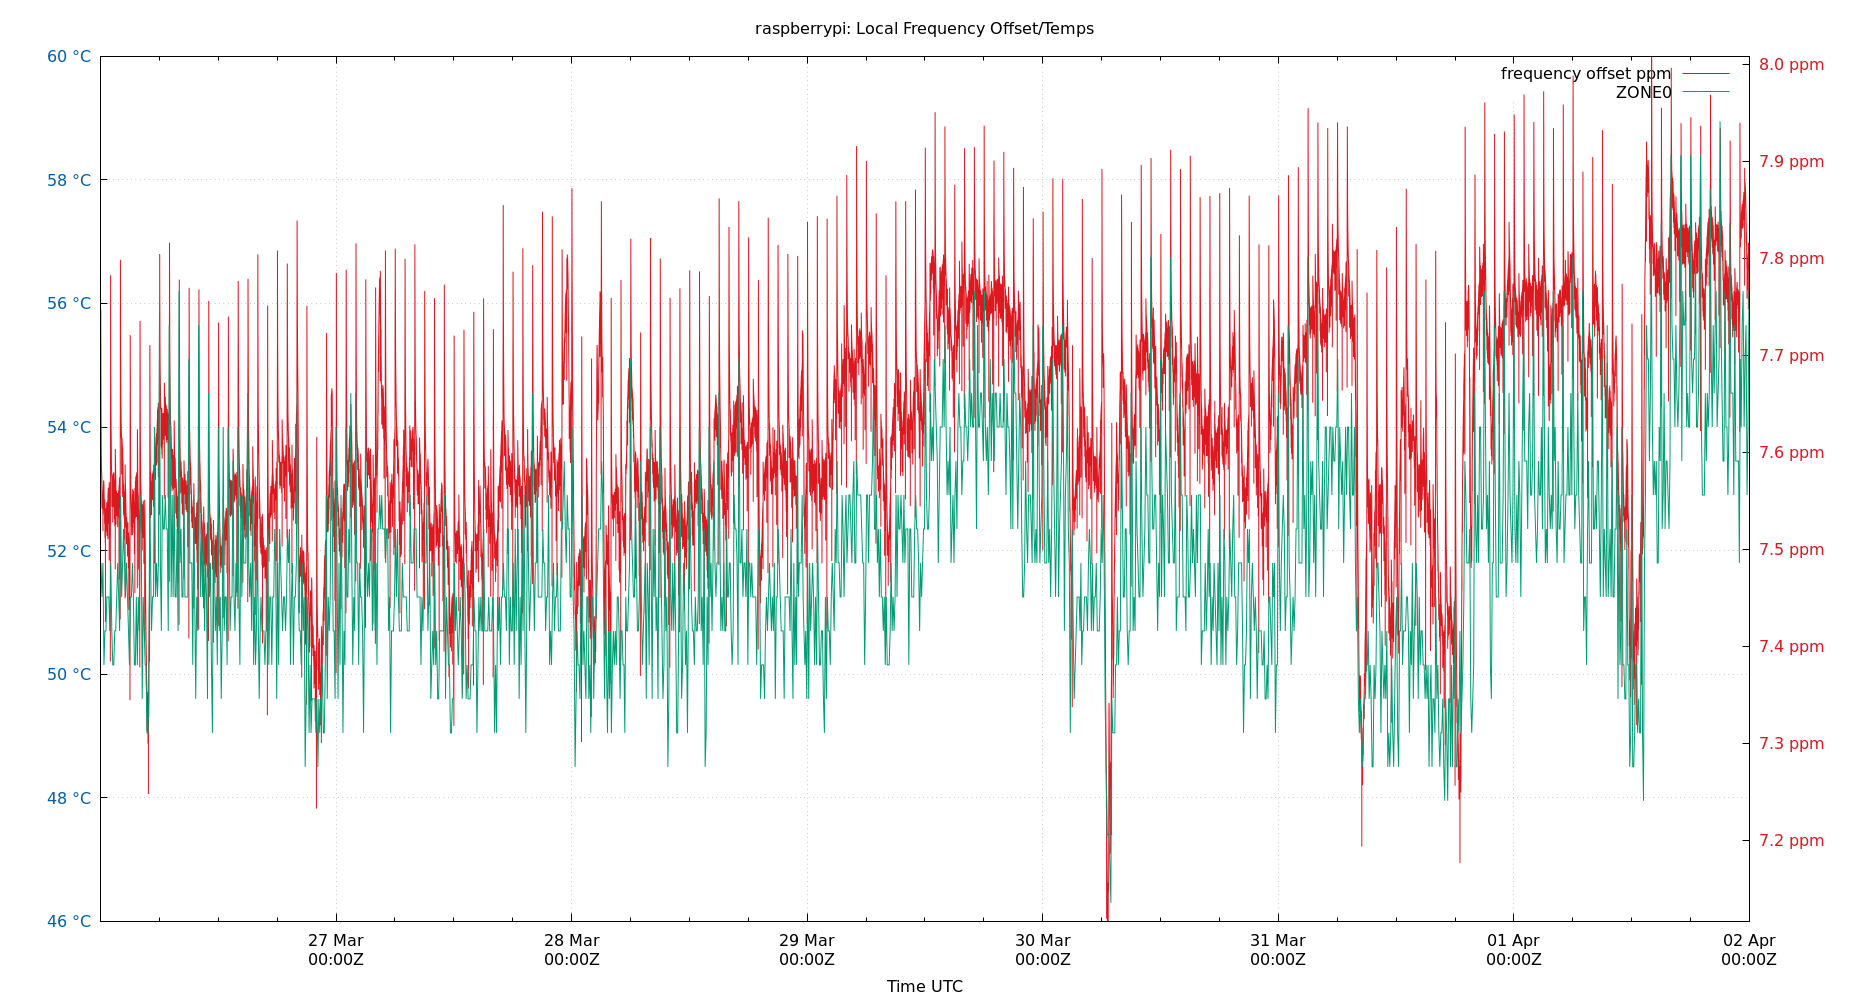 raspberrypi: Local Frequency Offset/Temps
60 °C
58 °C
56 °C
54 °C
52 °C
50 °C
48 °C
46 °C
8.0 ppm
7.9 ppm
7.8 ppm
7.7 ppm
7.6 ppm
7.5 ppm
7.4 ppm
7.3 ppm
7.2 ppm
frequency offset ppm
ZONE0
27 Mar
00:00Z
28 Mar
00:00Z
29 Mar
00:00Z
30 Mar
00:00Z
31 Mar
00:00Z
01 Apr
00:00Z
02 Apr
00:00Z
Time UTC